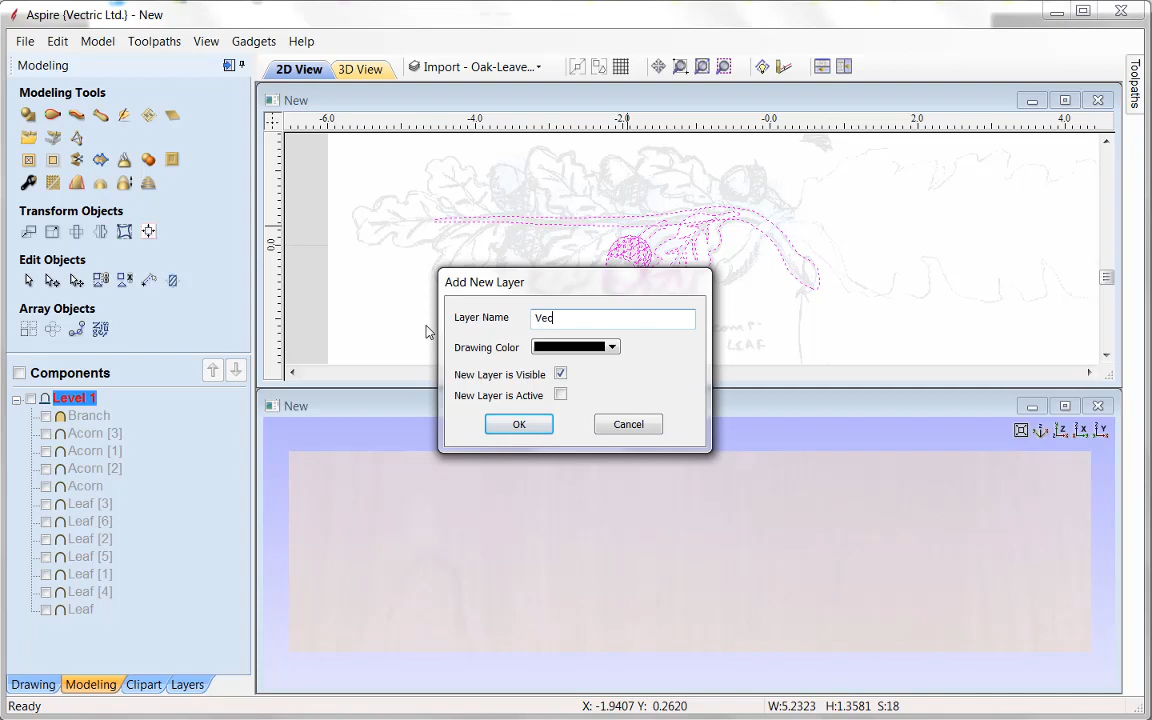 Aspire {Vectric Ltd.} - New
File Edit Model Toolpaths View Gadgets Help
Modeling
2D View 3D View Import - Oak-Leave...
Toolpaths
Modeling Tools
Transform Objects
Edit Objects
Array Objects
New
-6.0 -4.0 -2.0 -0.0 2.0 4.0
0.0
LEAF
Add New Layer
Layer Name Vec
Drawing Color
New Layer is Visible
New Layer is Active
OK Cancel
Components
Level 1
Branch
Acorn [3]
Acorn [1]
Acorn [2]
Acorn
Leaf [3]
Leaf [6]
Leaf [2]
Leaf [5]
Leaf [1]
Leaf [4]
Leaf
New
Z X Y
Drawing Modeling Clipart Layers
Ready X: -1.9407 Y: 0.2620 W:5.2323 H:1.3581 S:18